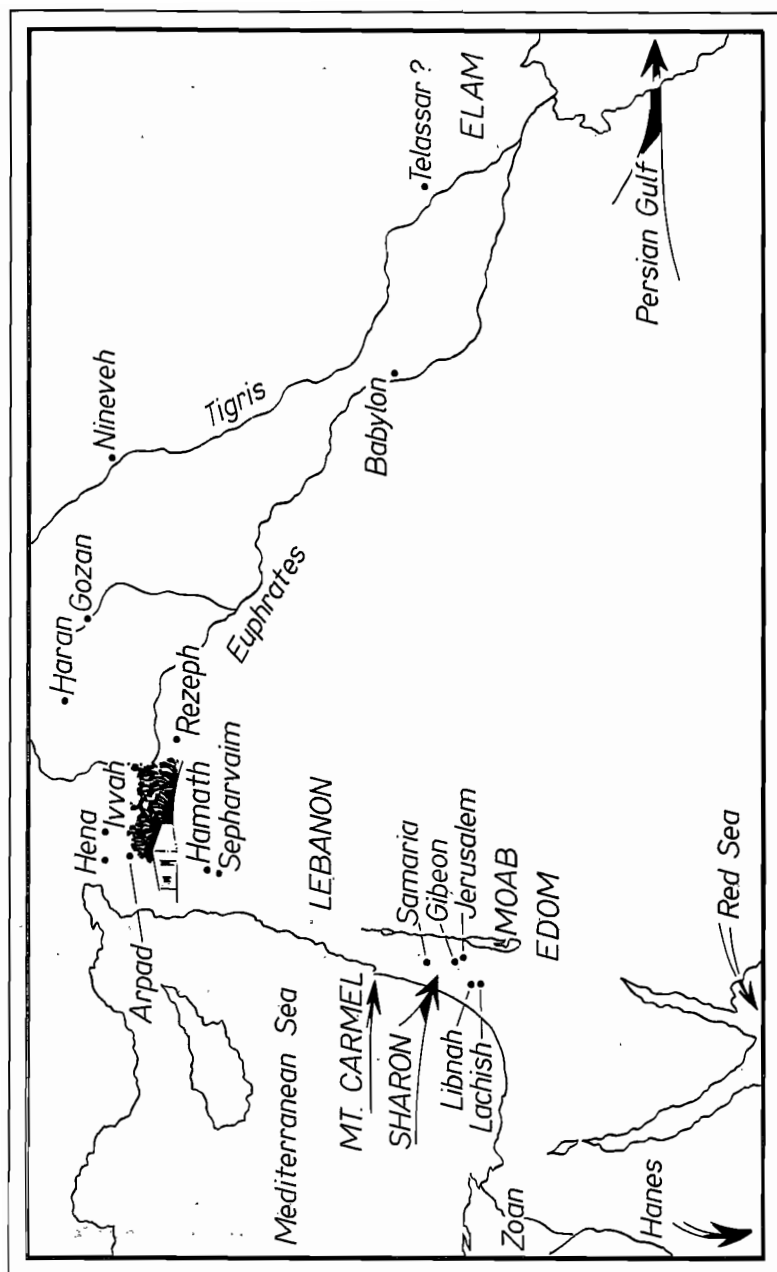 Haran
Gozan
Nineveh
Hena
Ivvah
Rezeph
Tigris
Telassar ?
ELAM
Arpad
Hamath
Sepharvaim
Euphrates
Babylon
Mediterranean Sea
LEBANON
MT. CARMEL
SHARON
Samaria
Gibeon
Jerusalem
Libnah
Lachish
MOAB
EDOM
Zoan
Hanes
Red Sea
Persian Gulf